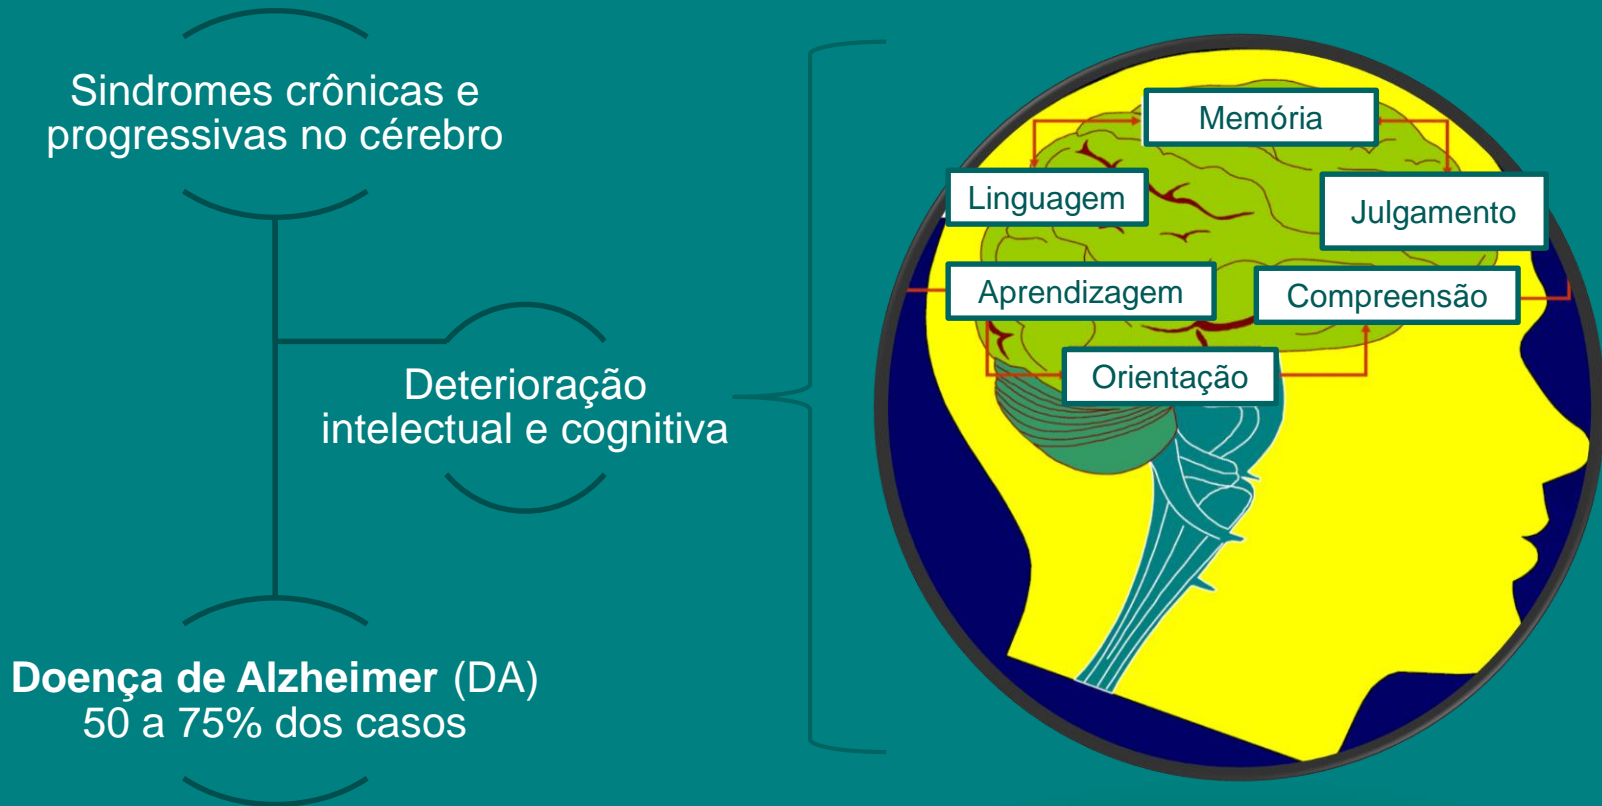 Sindromes crônicas e
progressivas no cérebro
Deterioração
intelectual e cognitiva
Doença de Alzheimer (DA)
50 a 75% dos casos
Memória
Linguagem
Julgamento
Aprendizagem
Compreensão
Orientação